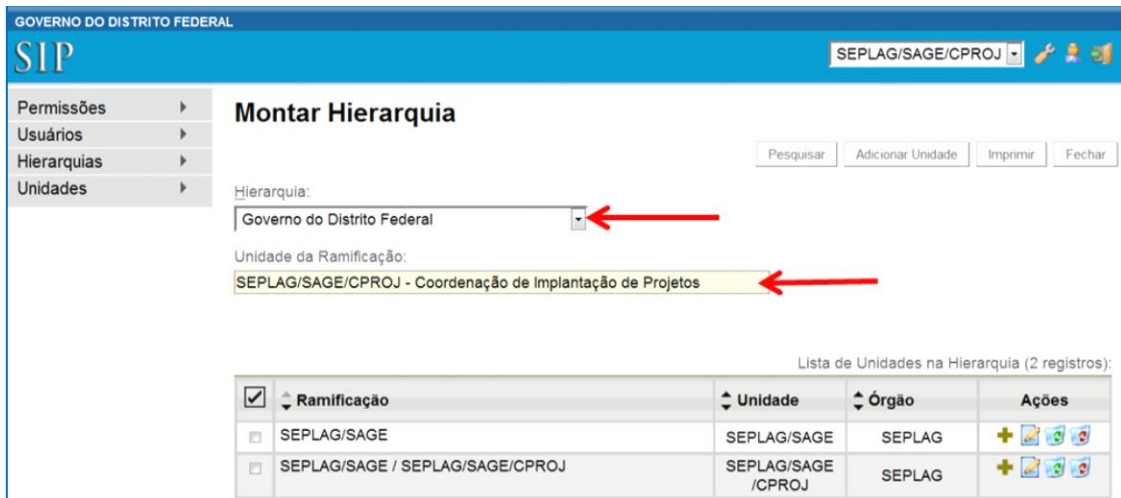 GOVERNO DO DISTRITO FEDERAL
SIP
SEPLAG/SAGE/CPROJ
Permissões
Usuários
Hierarquias
Unidades
Montar Hierarquia
Pesquisar Adicionar Unidade Imprimir Fechar
Hierarquia:
Governo do Distrito Federal
Unidade da Ramificação:
SEPLAG/SAGE/CPROJ - Coordenação de Implantação de Projetos
Lista de Unidades na Hierarquia (2 registros):
Ramificação Unidade Órgão Ações
SEPLAG/SAGE SEPLAG/SAGE SEPLAG
SEPLAG/SAGE / SEPLAG/SAGE/CPROJ SEPLAG/SAGE SEPLAG
/CPROJ